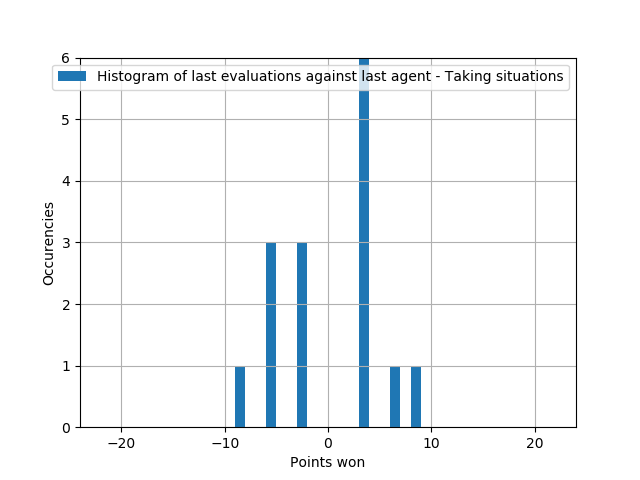 Histogram of last evaluations against last agent - Taking situations
6
5
4
3
2
1
0
Occurencies
−20 −10 0 10 20
Points won